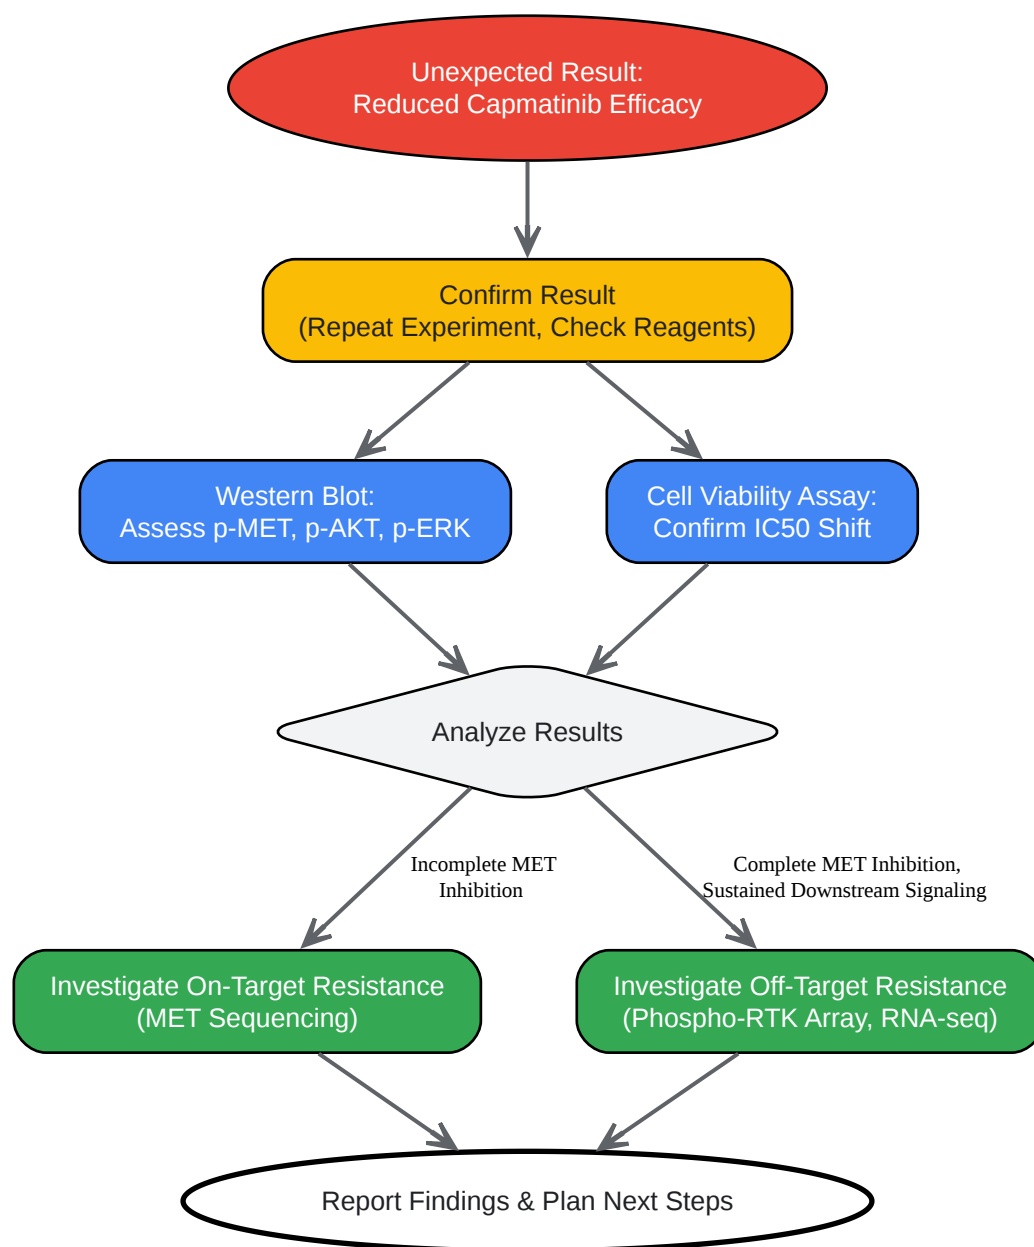 Unexpected Result:
Reduced Capmatinib Efficacy
Confirm Result
(Repeat Experiment, Check Reagents)
Western Blot:
Assess p-MET, p-AKT, p-ERK
Cell Viability Assay:
Confirm IC50 Shift
Analyze Results
Incomplete MET
Inhibition
Complete MET Inhibition,
Sustained Downstream Signaling
Investigate On-Target Resistance
(MET Sequencing)
Investigate Off-Target Resistance
(Phospho-RTK Array, RNA-seq)
Report Findings & Plan Next Steps